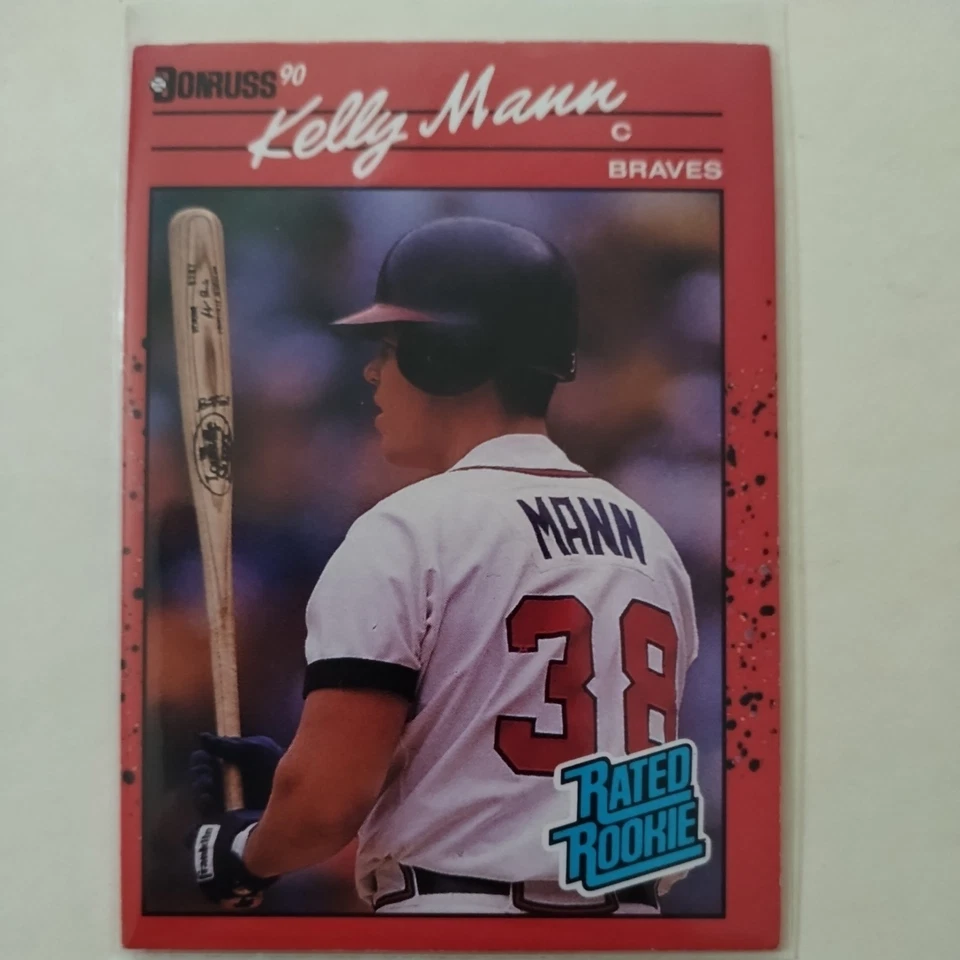 DONRUSS 90
Kelly Mann
C
BRAVES
MANN
38
RATED
ROOKIE